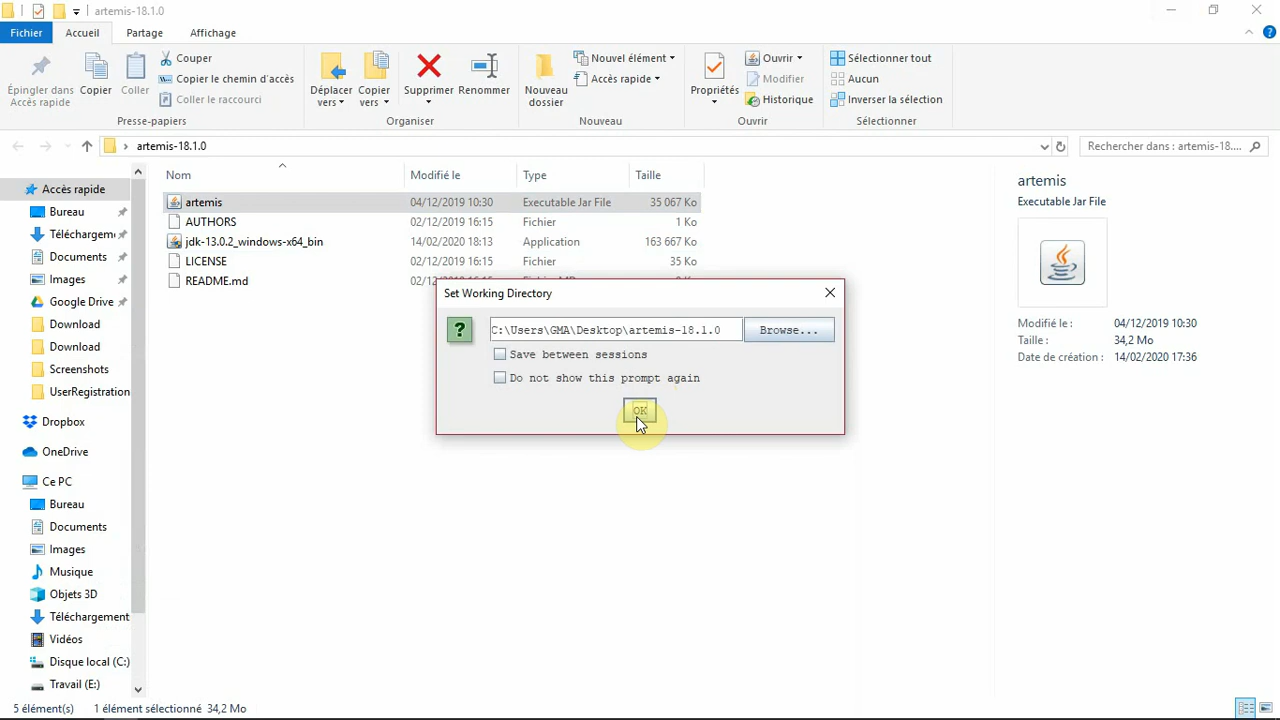 artemis-18.1.0
Fichier
Accueil
Partage
Affichage
Épingler dans
Accès rapide
Copier
Coller
Couper
Copier le chemin d'accès
Coller le raccourci
Presse-papiers
Déplacer
vers
Copier
vers
Supprimer
Renommer
Organiser
Nouveau
dossier
Nouvel élément
Accès rapide
Nouveau
Propriétés
Ouvrir
Modifier
Historique
Ouvrir
Sélectionner tout
Aucun
Inverser la sélection
Sélectionner
artemis-18.1.0
Rechercher dans : artemis-18....
Nom
Modifié le
Type
Taille
artemis
04/12/2019 10:30
Executable Jar File
35 067 Ko
AUTHORS
02/12/2019 16:15
Fichier
1 Ko
jdk-13.0.2_windows-x64_bin
14/02/2020 18:13
Application
163 667 Ko
LICENSE
02/12/2019 16:15
Fichier
35 Ko
README.md
Accès rapide
Bureau
Téléchargem
Documents
Images
Google Drive
Download
Download
Screenshots
UserRegistration
Dropbox
OneDrive
Ce PC
Bureau
Documents
Images
Musique
Objets 3D
Téléchargement
Vidéos
Disque local (C:)
Travail (E:)
Set Working Directory
?
C:\Users\GMA\Desktop\artemis-18.1.0
Browse...
Save between sessions
Do not show this prompt again
OK
artemis
Executable Jar File
Modifié le :
04/12/2019 10:30
Taille :
34,2 Mo
Date de création :
14/02/2020 17:36
5 élément(s)
1 élément sélectionné 34,2 Mo